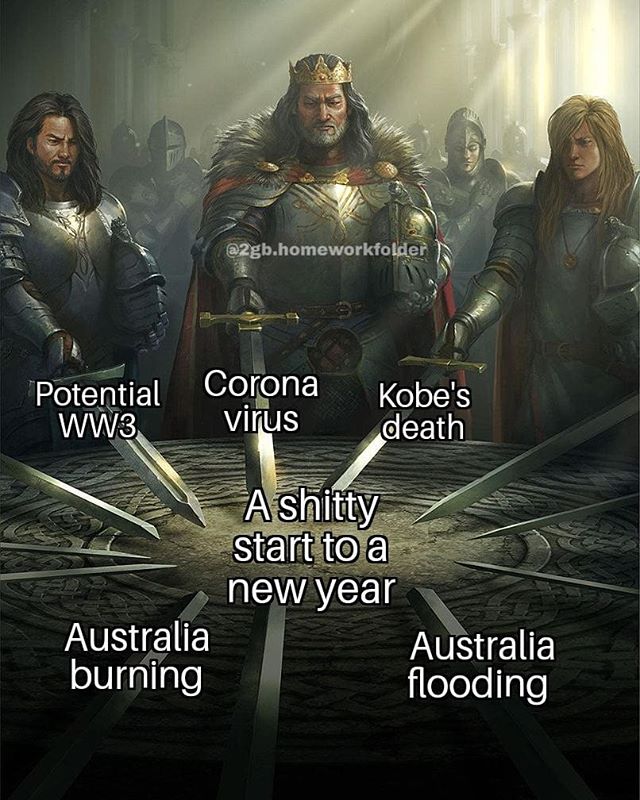 @2gb.homeworkfolder
Potential
WW3
Corona
virus
Kobe's
death
A shitty
start to a
new year
Australia
burning
Australia
flooding